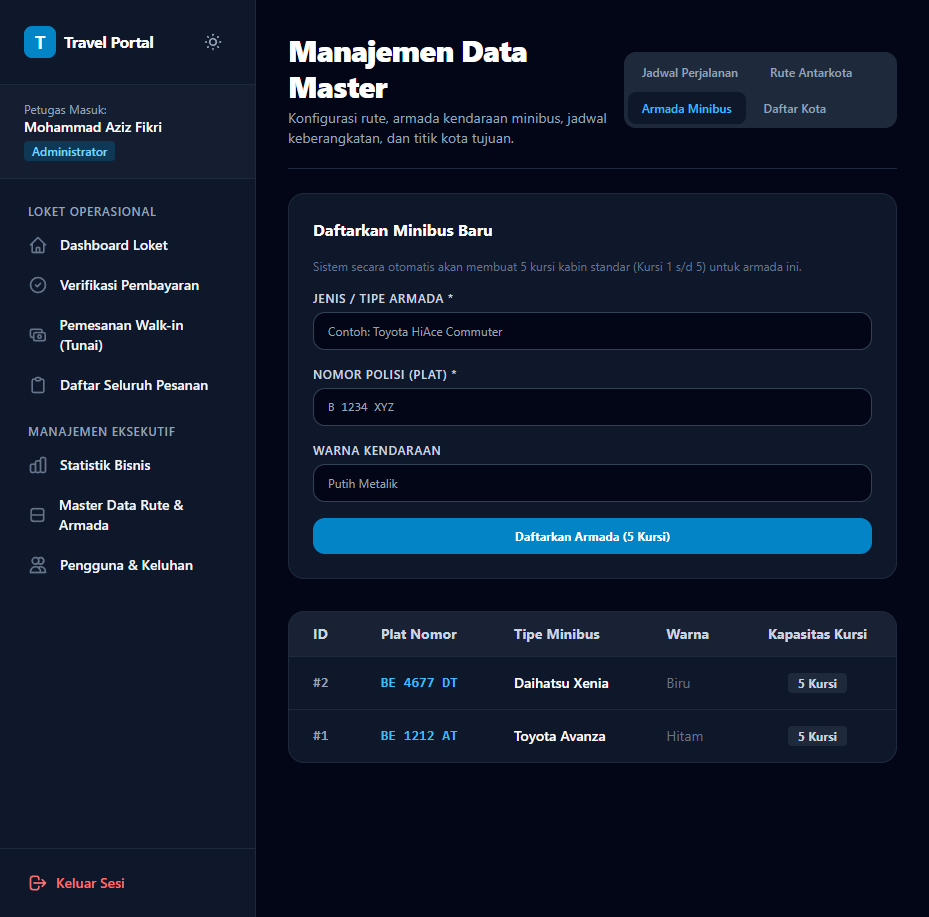 T
Travel Portal
Petugas Masuk:
Mohammad Aziz Fikri
Administrator
LOKET OPERASIONAL
Dashboard Loket
Verifikasi Pembayaran
Pemesanan Walk-in
(Tunai)
Daftar Seluruh Pesanan
MANAJEMEN EKSEKUTIF
Statistik Bisnis
Master Data Rute &
Armada
Pengguna & Keluhan
Keluar Sesi
Manajemen Data
Master
Konfigurasi rute, armada kendaraan minibus, jadwal
keberangkatan, dan titik kota tujuan.
Jadwal Perjalanan Rute Antarkota
Armada Minibus Daftar Kota
Daftarkan Minibus Baru
Sistem secara otomatis akan membuat 5 kursi kabin standar (Kursi 1 s/d 5) untuk armada ini.
JENIS / TIPE ARMADA *
Contoh: Toyota HiAce Commuter
NOMOR POLISI (PLAT) *
B 1234 XYZ
WARNA KENDARAAN
Putih Metalik
Daftarkan Armada (5 Kursi)
ID Plat Nomor Tipe Minibus Warna Kapasitas Kursi
#2 BE 4677 DT Daihatsu Xenia Biru 5 Kursi
#1 BE 1212 AT Toyota Avanza Hitam 5 Kursi